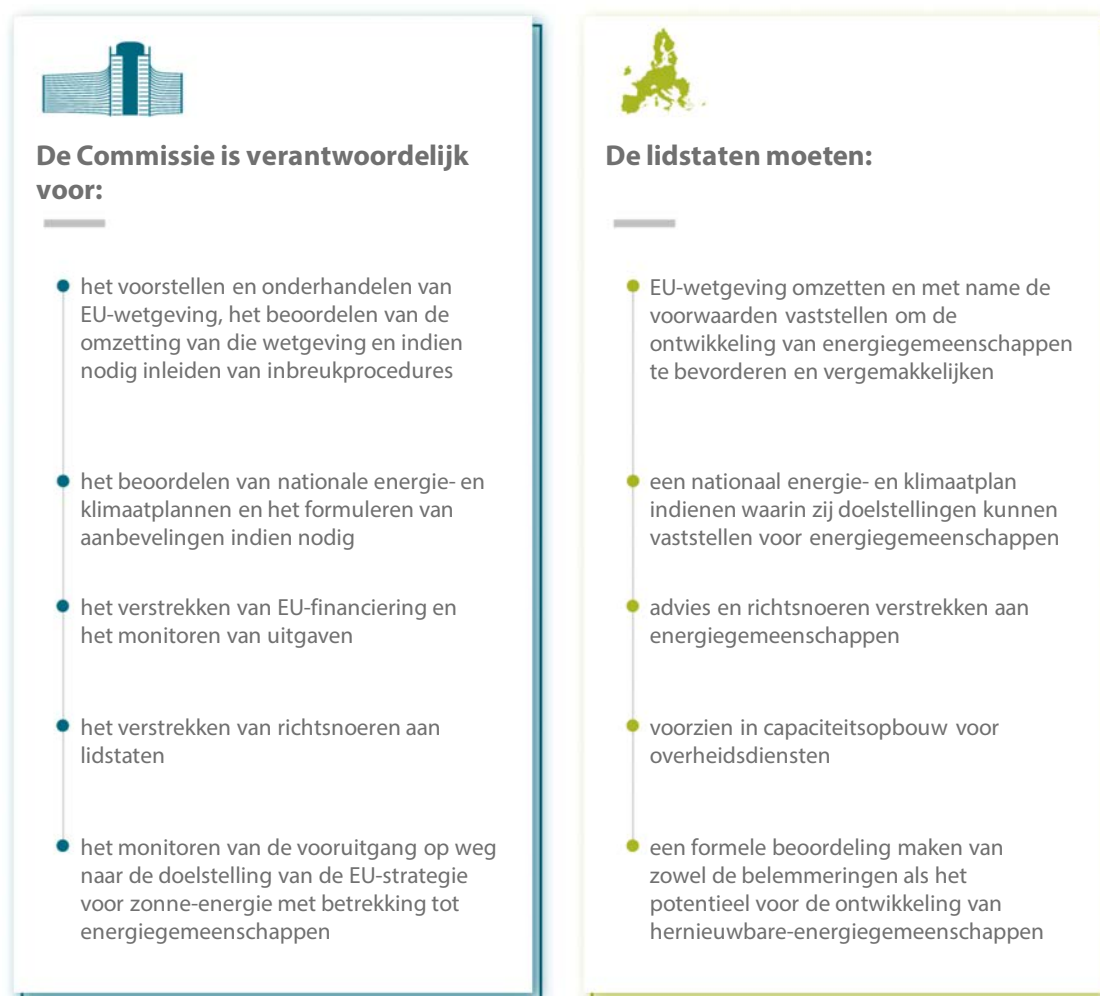 De Commissie is verantwoordelijk
voor:
het voorstellen en onderhandelen van
EU-wetgeving, het beoordelen van de
omzetting van die wetgeving en indien
nodig inleiden van inbreukprocedures
het beoordelen van nationale energie- en
klimaatplannen en het formuleren van
aanbevelingen indien nodig
het verstrekken van EU-financiering en
het monitoren van uitgaven
het verstrekken van richtsnoeren aan
lidstaten
het monitoren van de vooruitgang op weg
naar de doelstelling van de EU-strategie
voor zonne-energie met betrekking tot
energiegemeenschappen
De lidstaten moeten:
EU-wetgeving omzetten en met name de
voorwaarden vaststellen om de
ontwikkeling van energiegemeenschappen
te bevorderen en vergemakkelijken
een nationaal energie- en klimaatplan
indienen waarin zij doelstellingen kunnen
vaststellen voor energiegemeenschappen
advies en richtsnoeren verstrekken aan
energiegemeenschappen
voorzien in capaciteitsopbouw voor
overheidsdiensten
een formele beoordeling maken van
zowel de belemmeringen als het
potentieel voor de ontwikkeling van
hernieuwbare-energiegemeenschappen